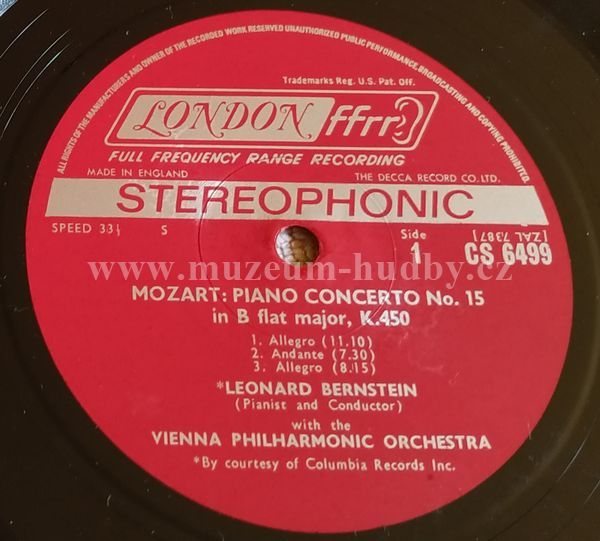 ALL RIGHTS OF THE MANUFACTURERS AND OWNER OF THE RECORDED WORK RESERVED UNAUTHORIZED PUBLIC PERFORMANCE, BROADCASTING AND COPYING PROHIBITED.
Trademarks Reg. U.S. Pat. Off.
LONDON ffrr
FULL FREQUENCY RANGE RECORDING
MADE IN ENGLAND THE DECCA RECORD CO. LTD.
STEREOPHONIC
SPEED 33⅓ S Side 1 [ZAL 7387] CS 6499
www.muzeum-hudby.cz
MOZART: PIANO CONCERTO No. 15
in B flat major, K.450
1. Allegro (11.10)
2. Andante (7.30)
3. Allegro (8.15)
*LEONARD BERNSTEIN
(Pianist and Conductor)
with the
VIENNA PHILHARMONIC ORCHESTRA
*By courtesy of Columbia Records Inc.